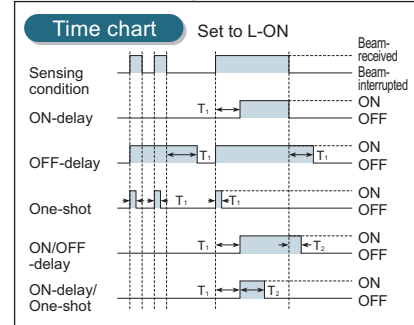 Time chart Set to L-ON
Beam-
received
Sensing
condition
Beam-
interrupted
ON-delay
T1
ON
OFF
OFF-delay
T1 T1
ON
OFF
One-shot
T1 T1
ON
OFF
ON/OFF
-delay
T1 T2
ON
OFF
ON-delay/
One-shot
T1 T2
ON
OFF